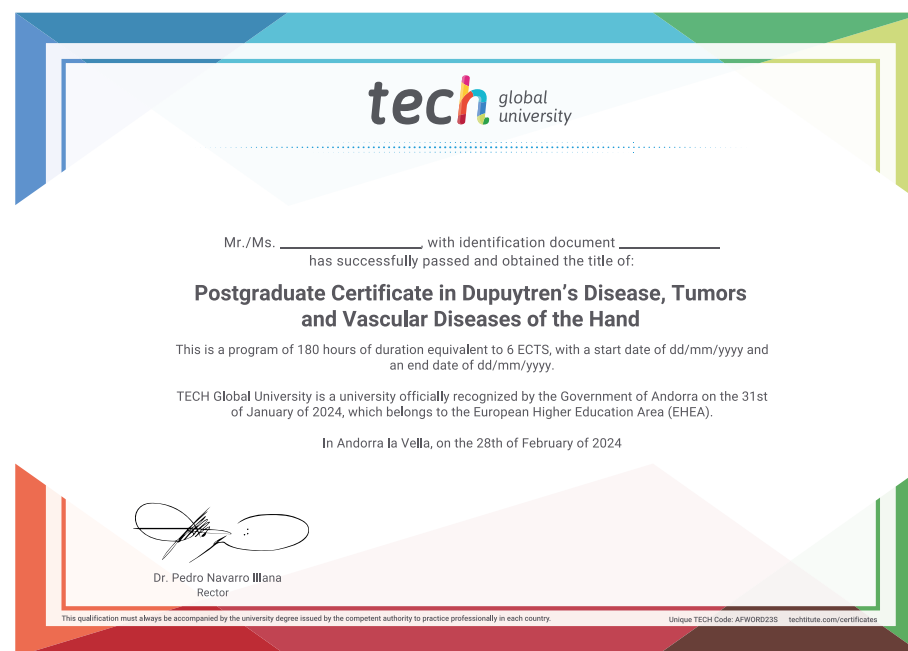 tech global university
Mr./Ms. ____________________, with identification document ______________
has successfully passed and obtained the title of:
Postgraduate Certificate in Dupuytren's Disease, Tumors
and Vascular Diseases of the Hand
This is a program of 180 hours of duration equivalent to 6 ECTS, with a start date of dd/mm/yyyy and
an end date of dd/mm/yyyy.
TECH Global University is a university officially recognized by the Government of Andorra on the 31st
of January of 2024, which belongs to the European Higher Education Area (EHEA).
In Andorra la Vella, on the 28th of February of 2024
Dr. Pedro Navarro Illana
Rector
This qualification must always be accompanied by the university degree issued by the competent authority to practice professionally in each country.
Unique TECH Code: AFWORD23S techtitute.com/certificates